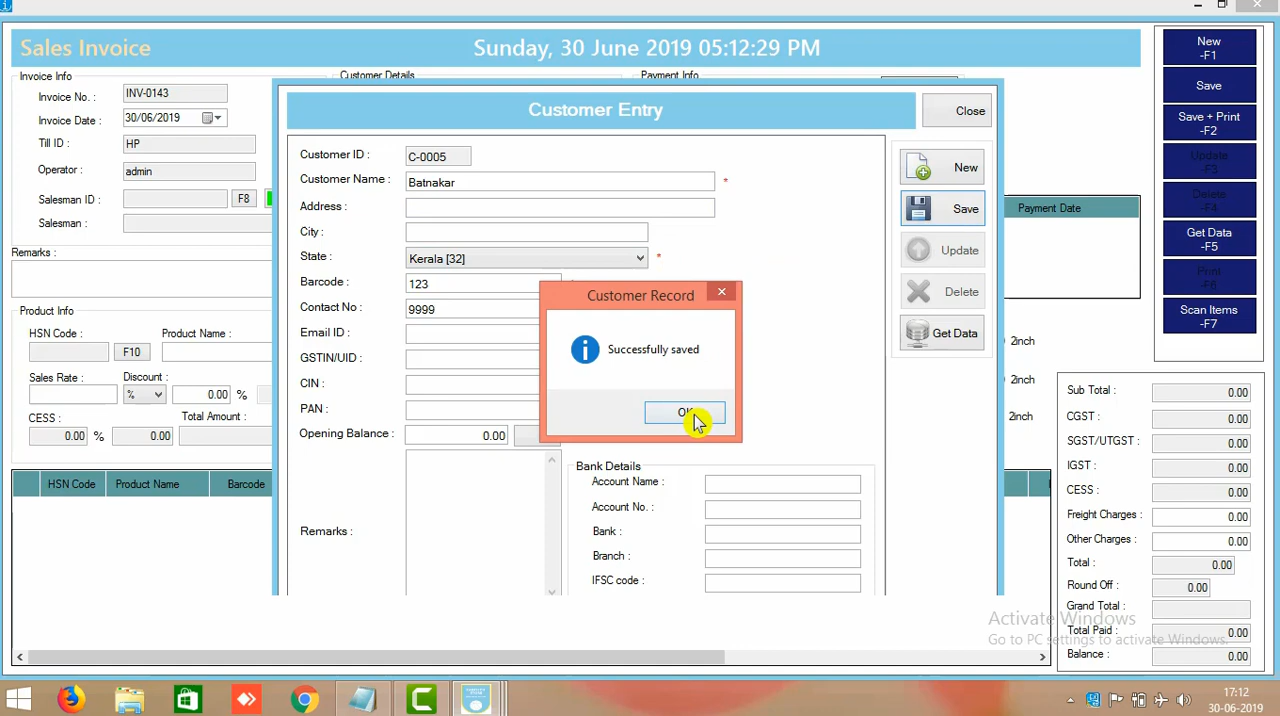 Sales Invoice
Sunday, 30 June 2019 05:12:29 PM
New
-F1
Save
Save + Print
-F2
Update
-F3
Delete
-F4
Get Data
-F5
Print
-F6
Scan Items
-F7
Invoice Info
Customer Details
Payment Info
Invoice No. :
INV-0143
Invoice Date :
30/06/2019
Till ID :
HP
Operator :
admin
Salesman ID :
F8
Salesman :
Remarks :
Payment Date
Product Info
HSN Code :
Product Name :
F10
Sales Rate :
Discount :
%
0.00
%
CESS :
Total Amount :
0.00
%
0.00
HSN Code
Product Name
Barcode
Customer Entry
Close
Customer ID :
C-0005
Customer Name :
Batnakar
*
Address :
City :
State :
Kerala [32]
*
Barcode :
123
Contact No :
9999
Email ID :
GSTIN/UID :
CIN :
PAN :
Opening Balance :
0.00
Remarks :
Bank Details
Account Name :
Account No. :
Bank :
Branch :
IFSC code :
New
Save
Update
Delete
Get Data
Customer Record
Successfully saved
OK
2inch
2inch
2inch
Sub Total :
0.00
CGST :
0.00
SGST/UTGST :
0.00
IGST :
0.00
CESS :
0.00
Freight Charges :
0.00
Other Charges :
0.00
Total :
0.00
Round Off :
0.00
Grand Total :
Total Paid :
0.00
Balance :
0.00
Activate Windows
Go to PC settings to activate Windows.
17:12
30-06-2019